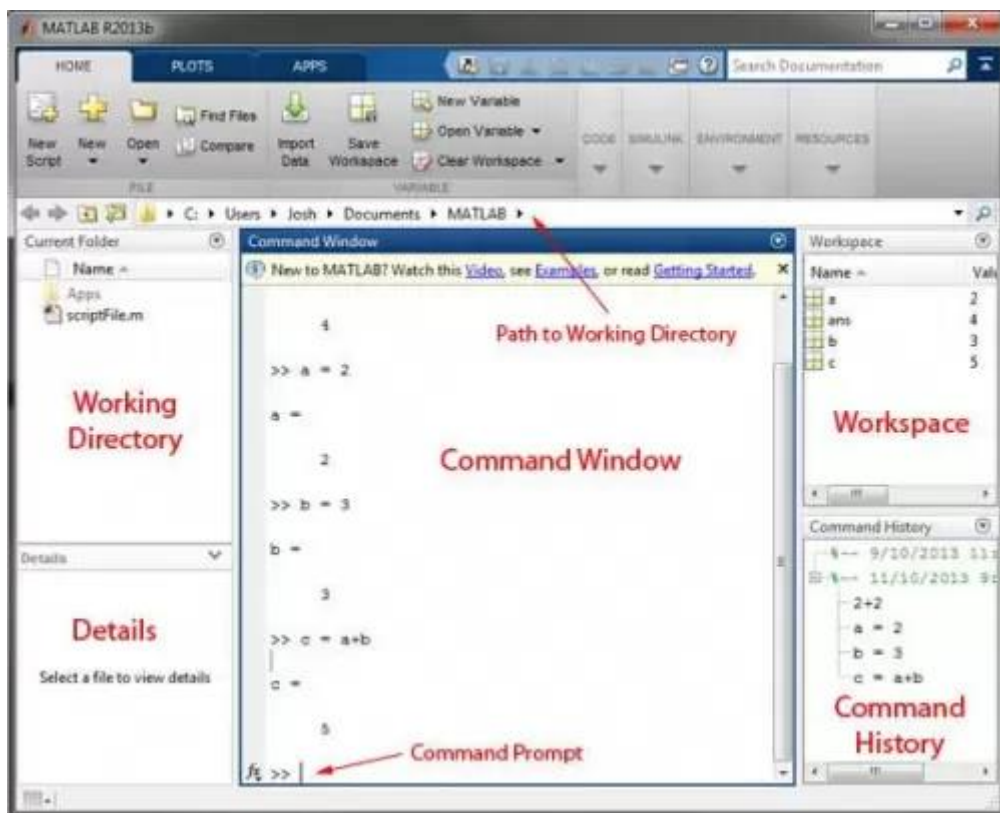 MATLAB R2013b
HOME PLOTS APPS Search Documentation
New Script New Open Find Files Compare Import Data Save Workspace New Variable Open Variable Clear Workspace CODE SIMULINK ENVIRONMENT RESOURCES
FILE VARIABLE
C: Users Josh Documents MATLAB
Current Folder
Name
Apps
scriptFile.m
Working
Directory
Details
Details
Select a file to view details
Command Window
New to MATLAB? Watch this Video, see Examples, or read Getting Started.
Path to Working Directory
4
>> a = 2
a =
2
Command Window
>> b = 3
b =
3
>> c = a+b
c =
5
Command Prompt
fx >>
Workspace
Name Valu
a 2
ans 4
b 3
c 5
Workspace
Command History
%-- 9/10/2013 11:
%-- 11/10/2013 9:
2+2
a = 2
b = 3
c = a+b
Command
History